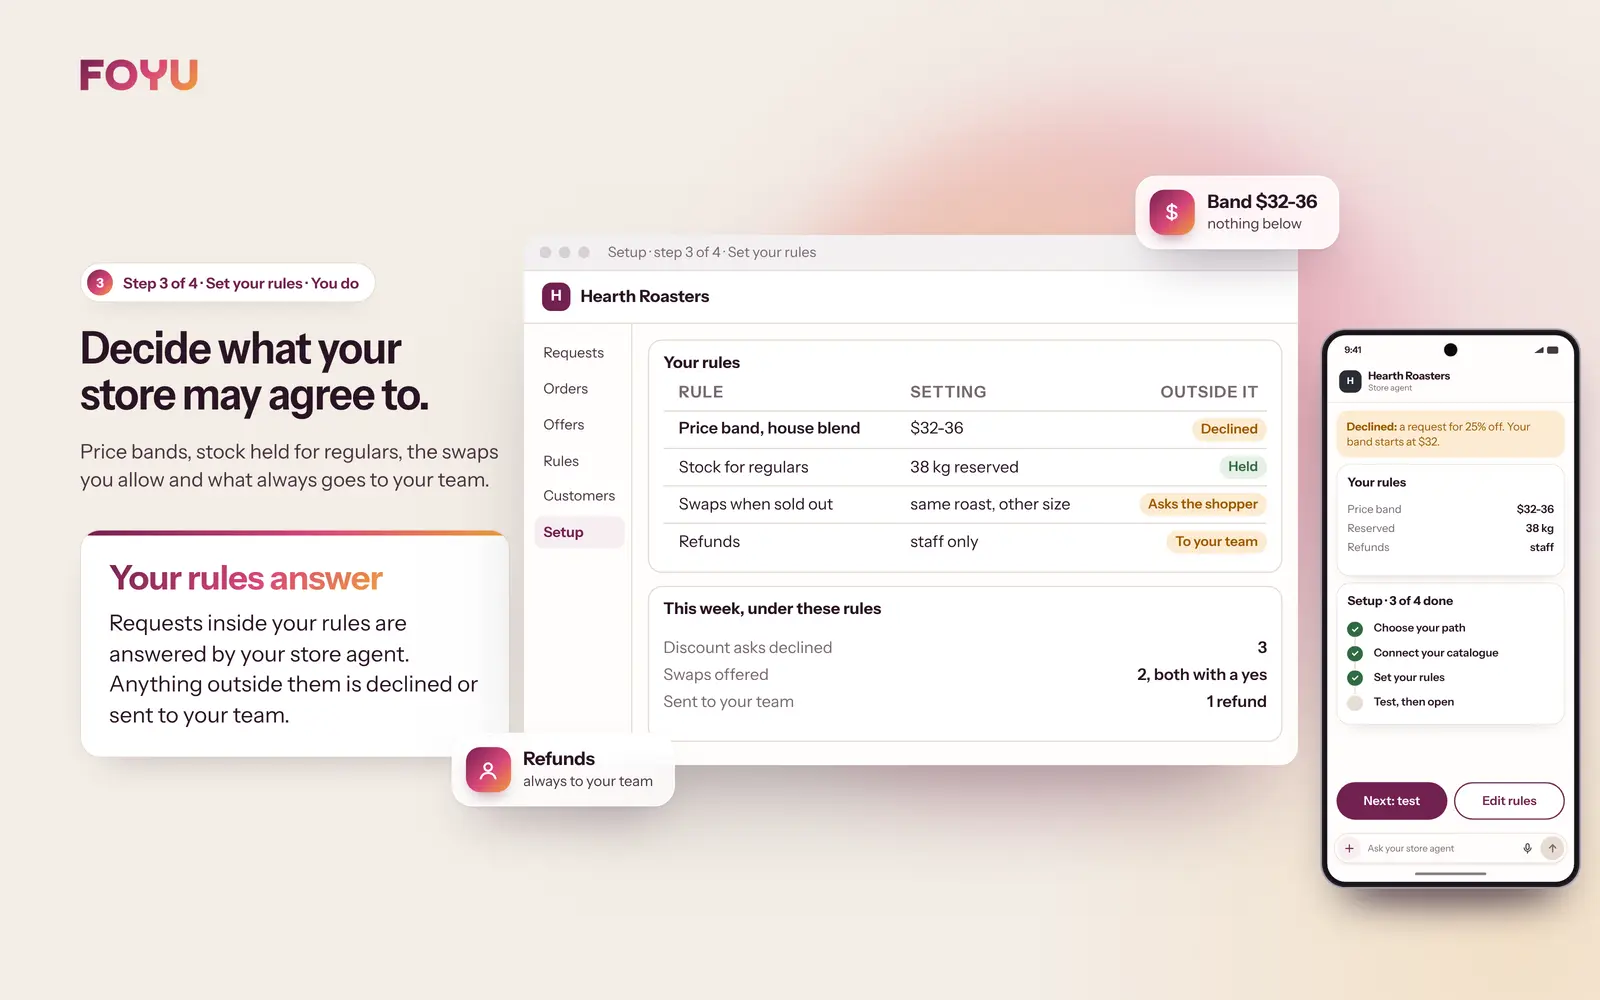 FOYU
3 Step 3 of 4 · Set your rules · You do
Decide what your
store may agree to.
Price bands, stock held for regulars, the swaps
you allow and what always goes to your team.
Your rules answer
Requests inside your rules are
answered by your store agent.
Anything outside them is declined or
sent to your team.
Setup · step 3 of 4 · Set your rules
H Hearth Roasters
Requests
Orders
Offers
Rules
Customers
Setup
Your rules
RULE SETTING OUTSIDE IT
Price band, house blend $32-36 Declined
Stock for regulars 38 kg reserved Held
Swaps when sold out same roast, other size Asks the shopper
Refunds staff only To your team
This week, under these rules
Discount asks declined 3
Swaps offered 2, both with a yes
Sent to your team 1 refund
$ Band $32-36
nothing below
Refunds
always to your team
9:41
H Hearth Roasters
Store agent
Declined: a request for 25% off. Your
band starts at $32.
Your rules
Price band $32-36
Reserved 38 kg
Refunds staff
Setup · 3 of 4 done
Choose your path
Connect your catalogue
Set your rules
Test, then open
Next: test Edit rules
Ask your store agent